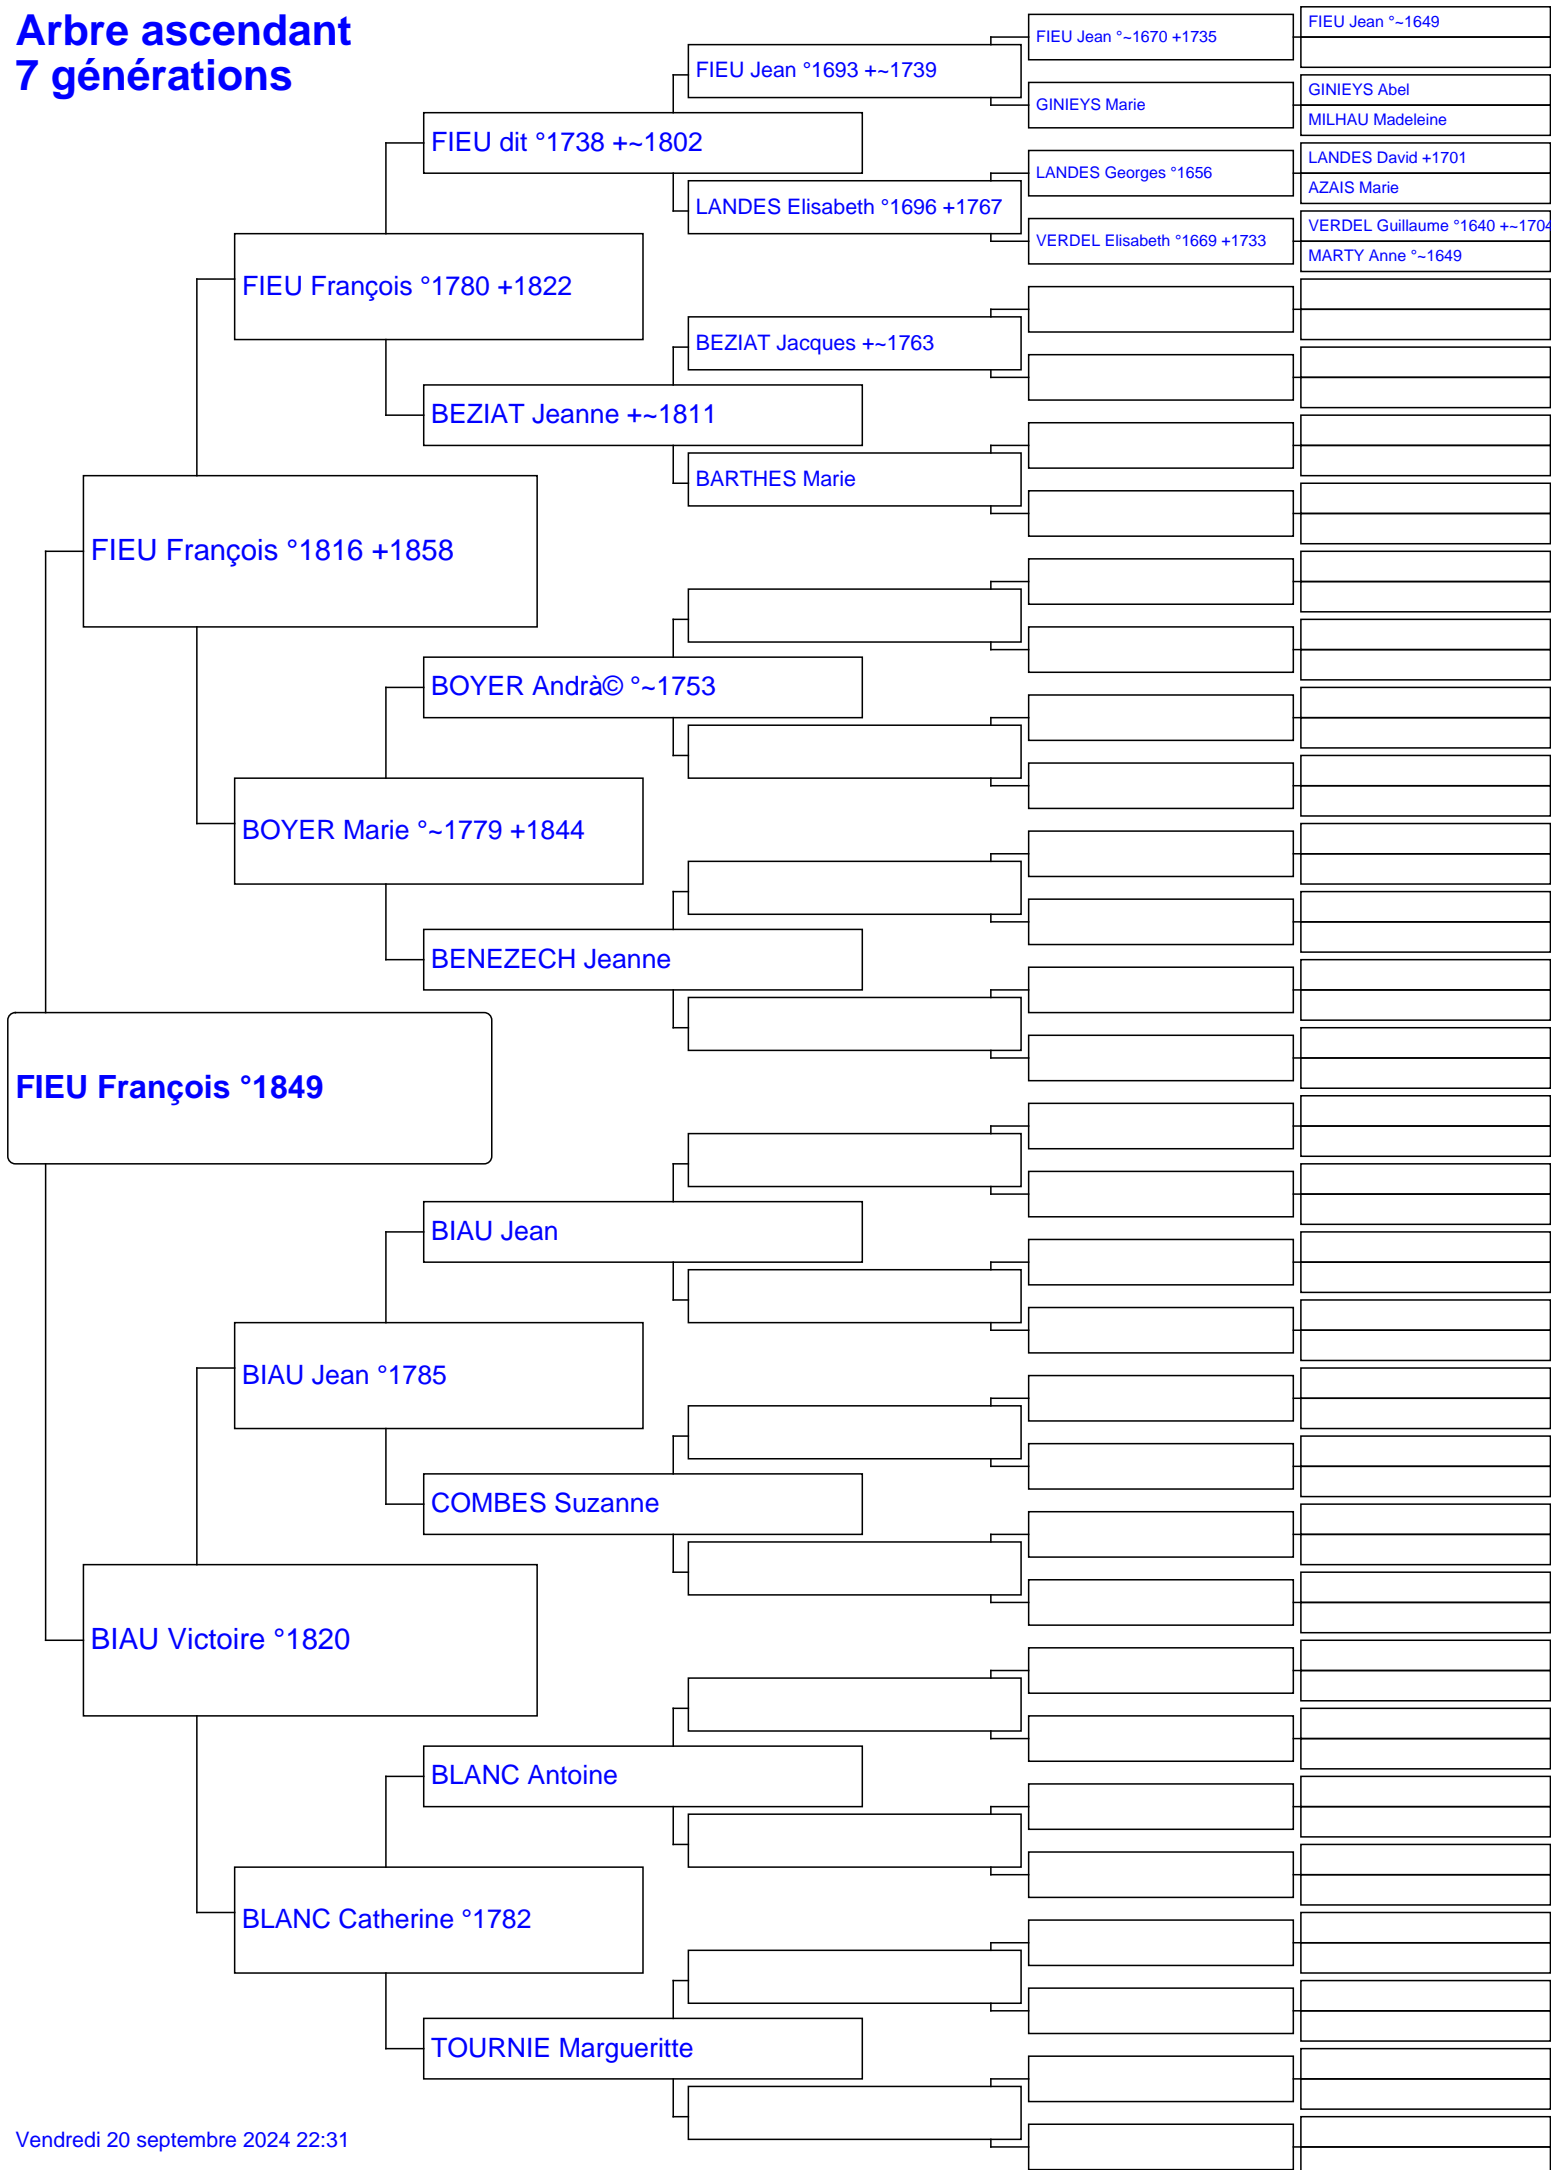 Arbre ascendant
7 générations
FIEU Jean °~1649
FIEU Jean °~1670 +1735
FIEU Jean °1693 +~1739
GINIEYS Abel
GINIEYS Marie
MILHAU Madeleine
FIEU dit °1738 +~1802
LANDES David +1701
LANDES Georges °1656
AZAIS Marie
LANDES Elisabeth °1696 +1767
VERDEL Guillaume °1640 +~1704
VERDEL Elisabeth °1669 +1733
MARTY Anne °~1649
FIEU François °1780 +1822
BEZIAT Jacques +~1763
BEZIAT Jeanne +~1811
BARTHES Marie
FIEU François °1816 +1858
BOYER Andrà© °~1753
BOYER Marie °~1779 +1844
BENEZECH Jeanne
FIEU François °1849
BIAU Jean
BIAU Jean °1785
COMBES Suzanne
BIAU Victoire °1820
BLANC Antoine
BLANC Catherine °1782
TOURNIE Margueritte
Vendredi 20 septembre 2024 22:31